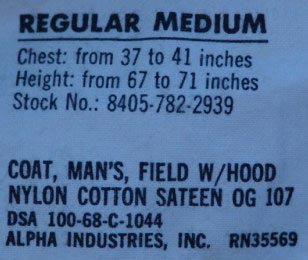 REGULAR MEDIUM
Chest: from 37 to 41 inches
Height: from 67 to 71 inches
Stock No.: 8405-782-2939
COAT, MAN'S, FIELD W/HOOD
NYLON COTTON SATEEN OG 107
DSA 100-68-C-1044
ALPHA INDUSTRIES, INC. RN35569